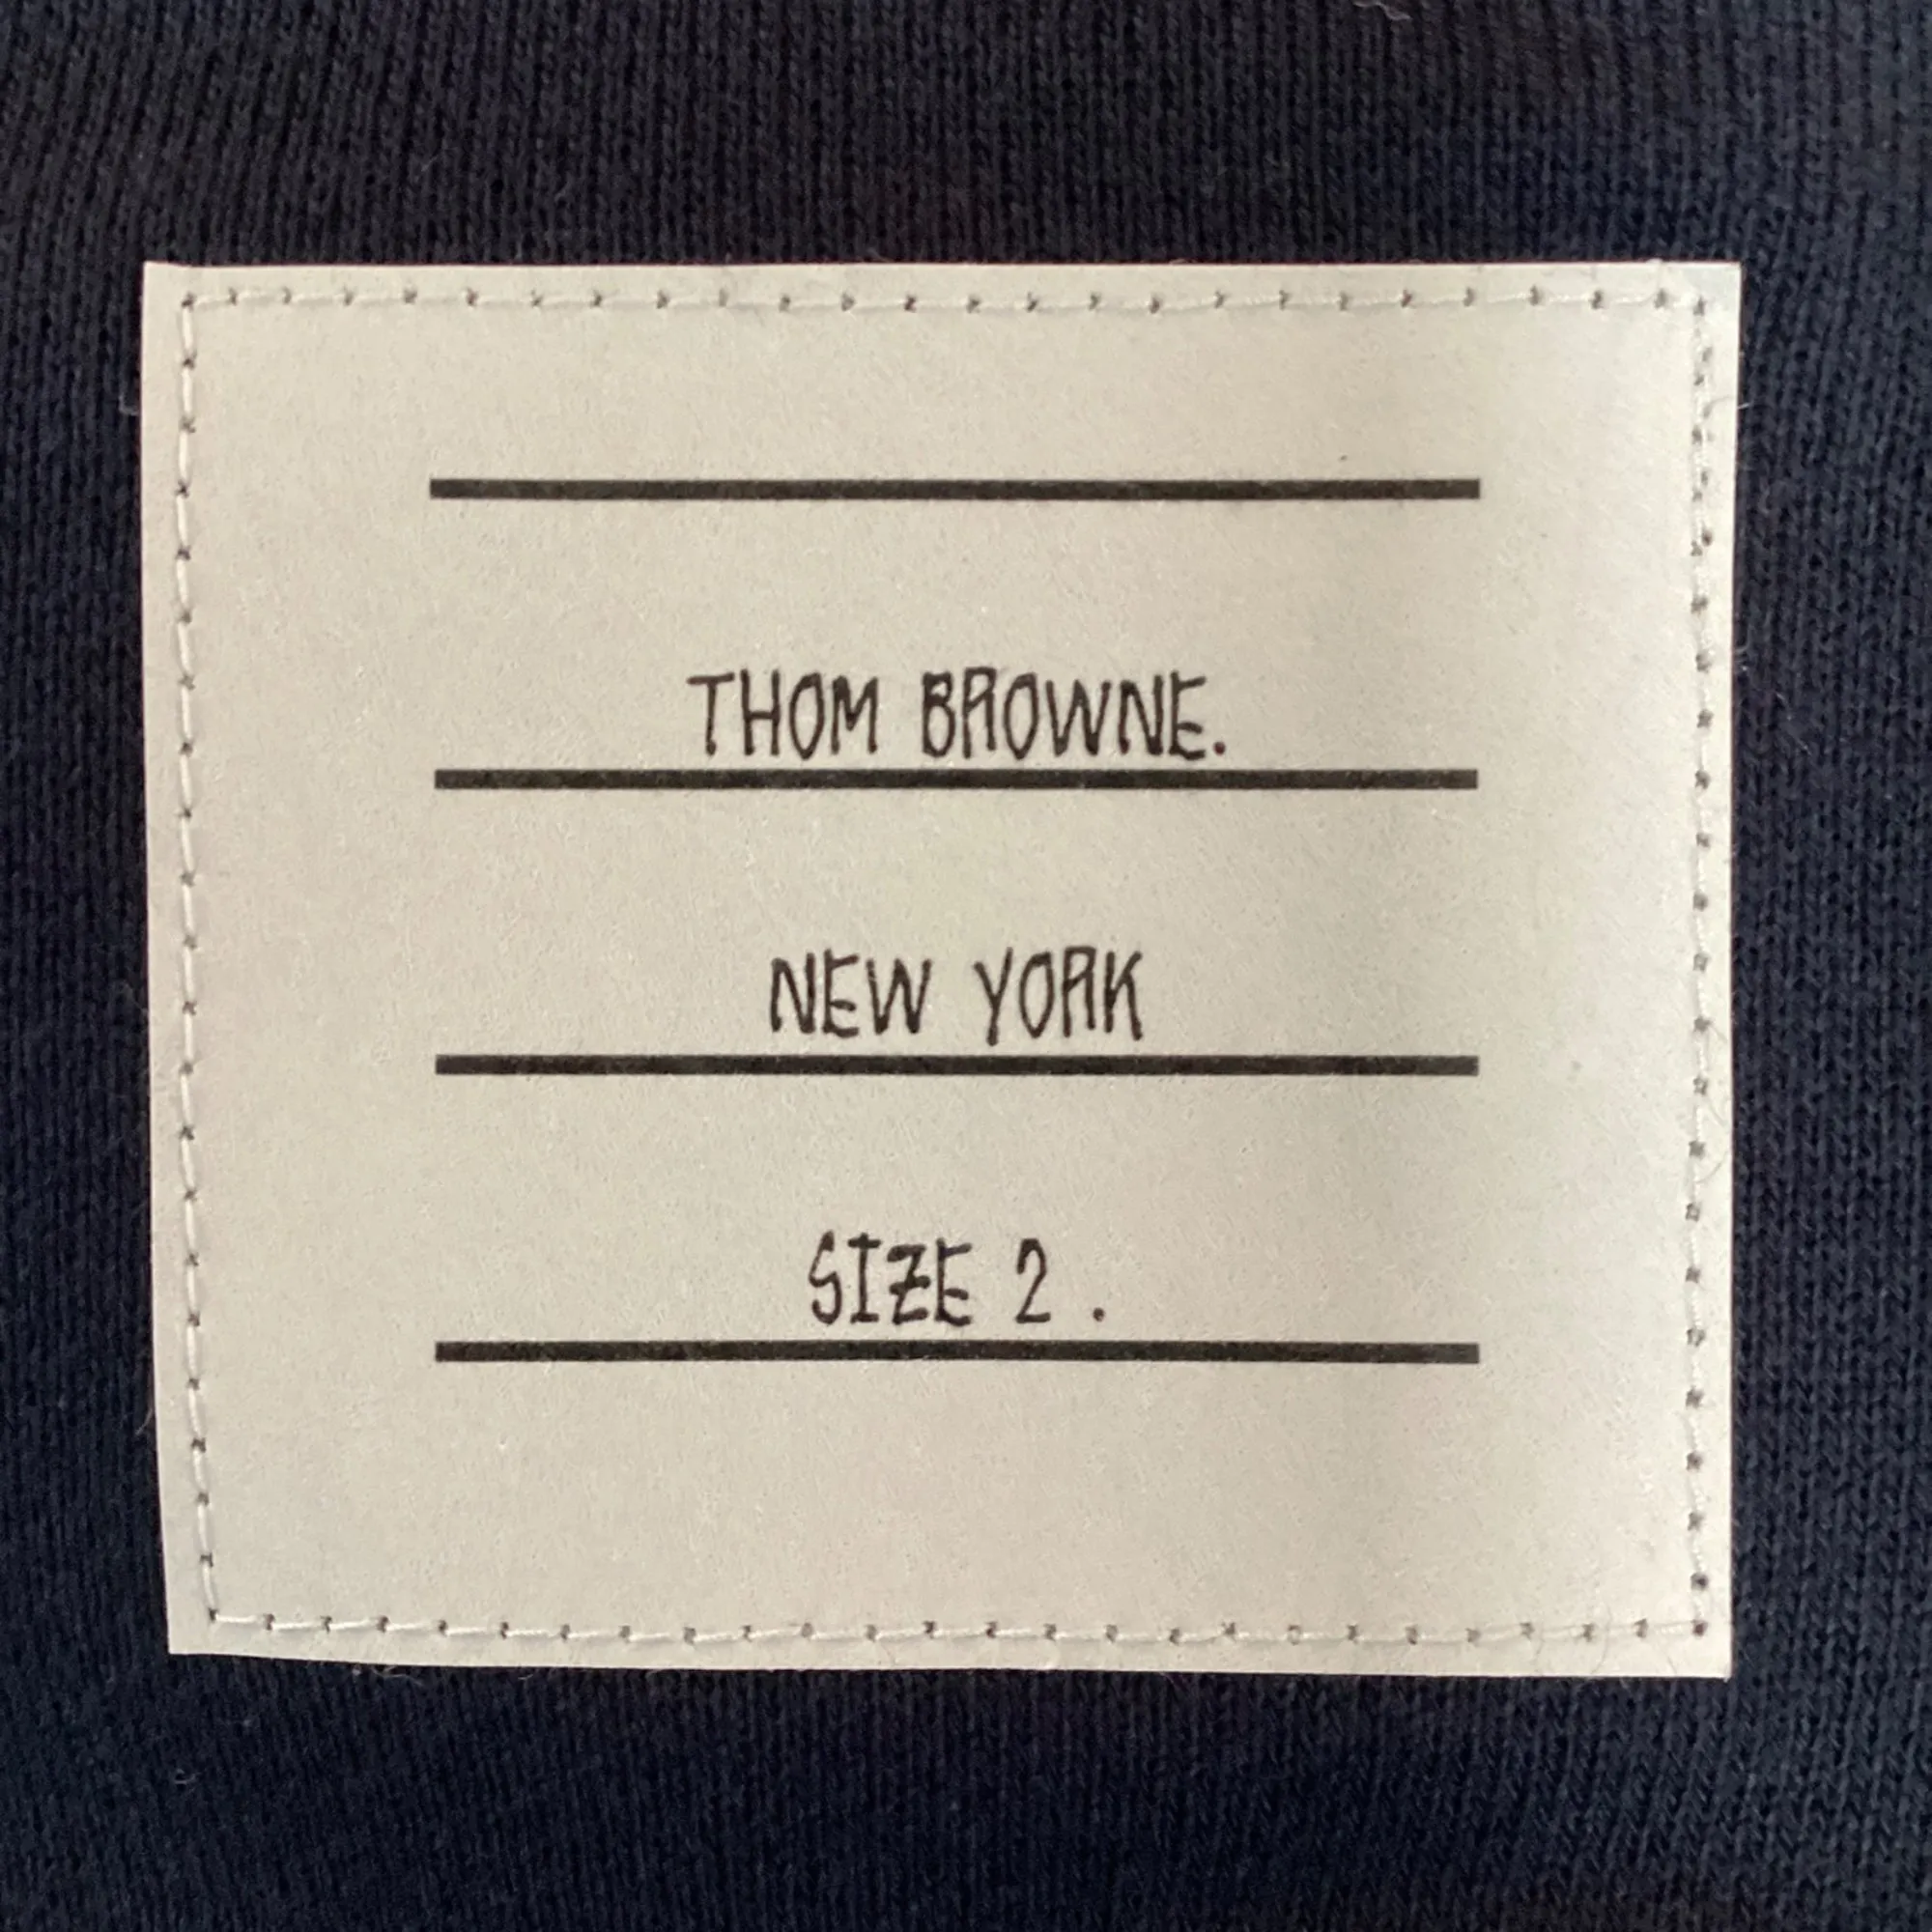 THOM BROWNE.
NEW YORK
SIZE 2 .